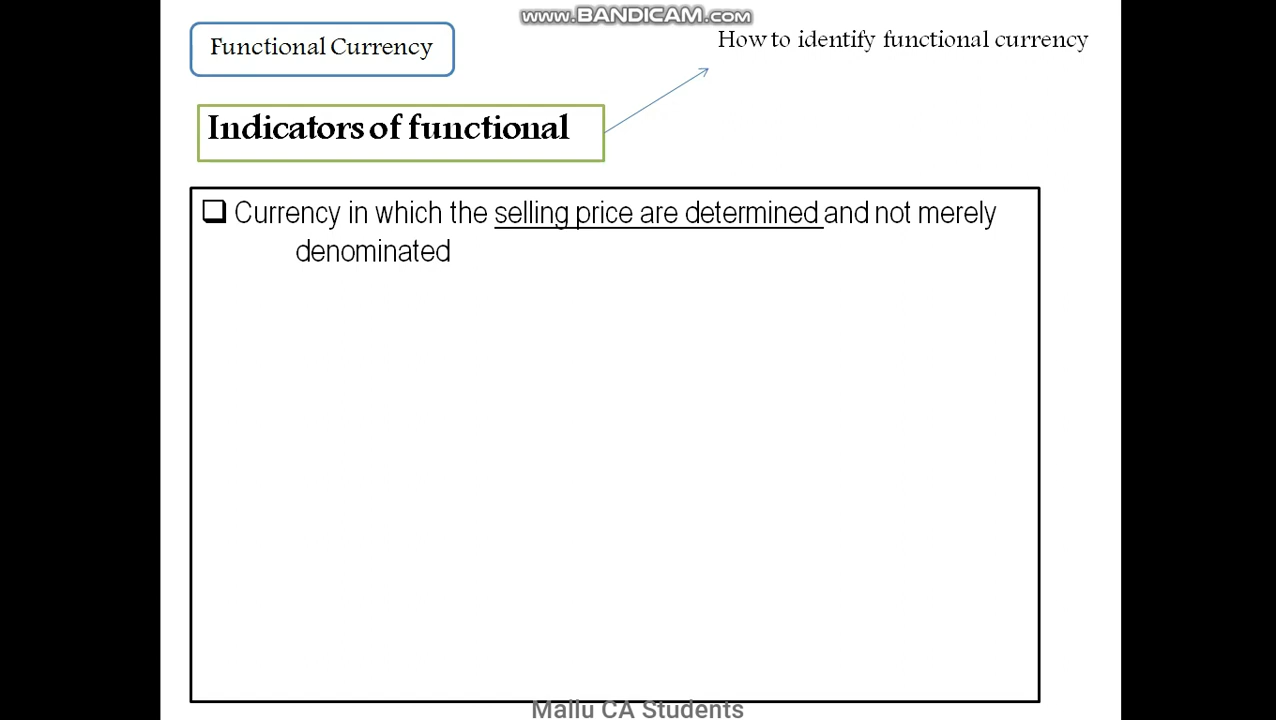 www.BANDICAM.com
Functional Currency
How to identify functional currency
Indicators of functional
Currency in which the selling price are determined and not merely
denominated
Mallu CA Students